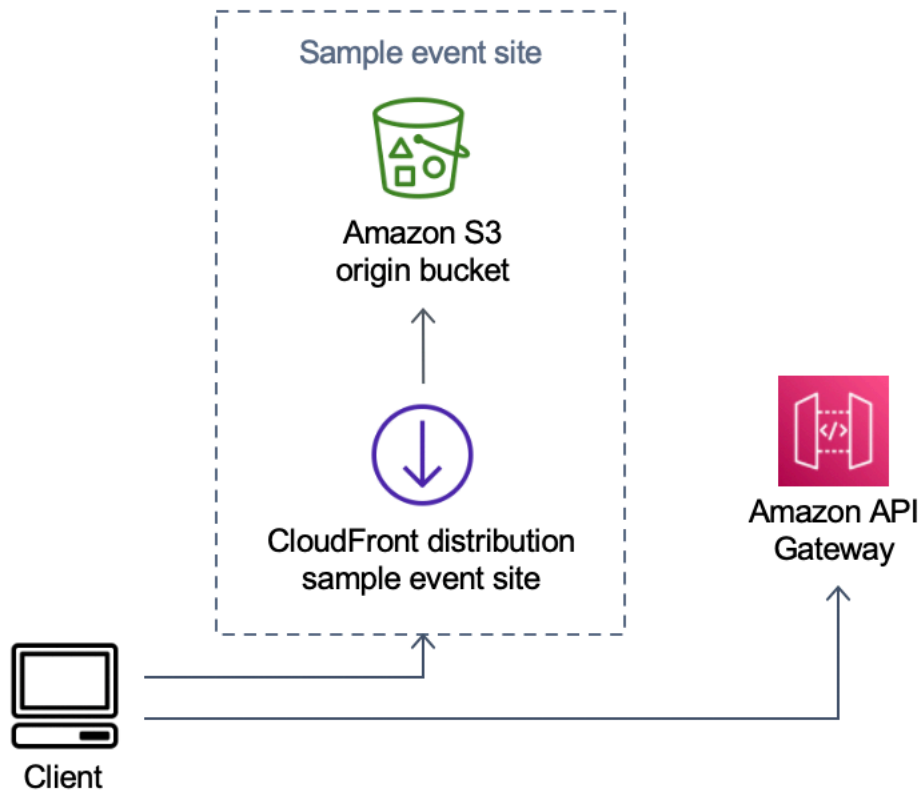 Sample event site
Amazon S3
origin bucket
CloudFront distribution
sample event site
Amazon API
Gateway
Client